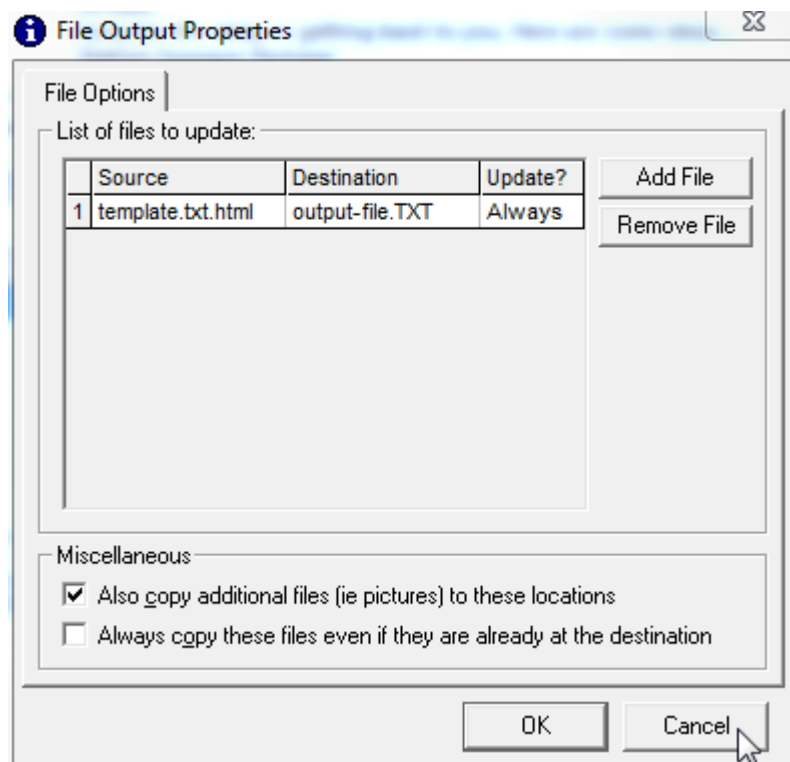 File Output Properties
File Options
List of files to update:
Source Destination Update?
1 template.txt.html output-file.TXT Always
Add File
Remove File
Miscellaneous
Also copy additional files (ie pictures) to these locations
Always copy these files even if they are already at the destination
OK Cancel